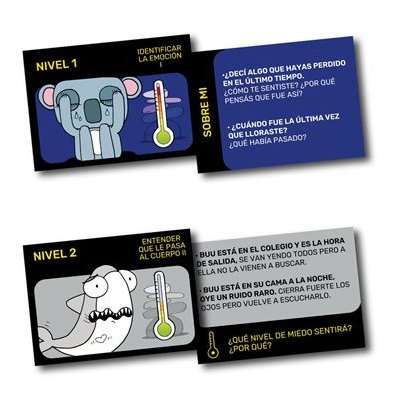 NIVEL 1
IDENTIFICAR
LA EMOCIÓN
I
SOBRE MI
•¿DECÍ ALGO QUE HAYAS PERDIDO
EN EL ÚLTIMO TIEMPO.
¿CÓMO TE SENTISTE? ¿POR QUÉ
PENSÁS QUE FUE ASÍ?
•¿CUÁNDO FUE LA ÚLTIMA VEZ
QUE LLORASTE?
¿QUÉ HABÍA PASADO?
NIVEL 2
ENTENDER
QUE LE PASA
AL CUERPO II
• BUU ESTÁ EN EL COLEGIO Y ES LA HORA
DE SALIDA. SE VAN YENDO TODOS PERO A
ELLA NO LA VIENEN A BUSCAR.
• BUU ESTÁ EN SU CAMA A LA NOCHE.
OYE UN RUIDO RARO. CIERRA FUERTE LOS
OJOS PERO VUELVE A ESCUCHARLO.
¿QUÉ NIVEL DE MIEDO SENTIRÁ?
¿POR QUÉ?